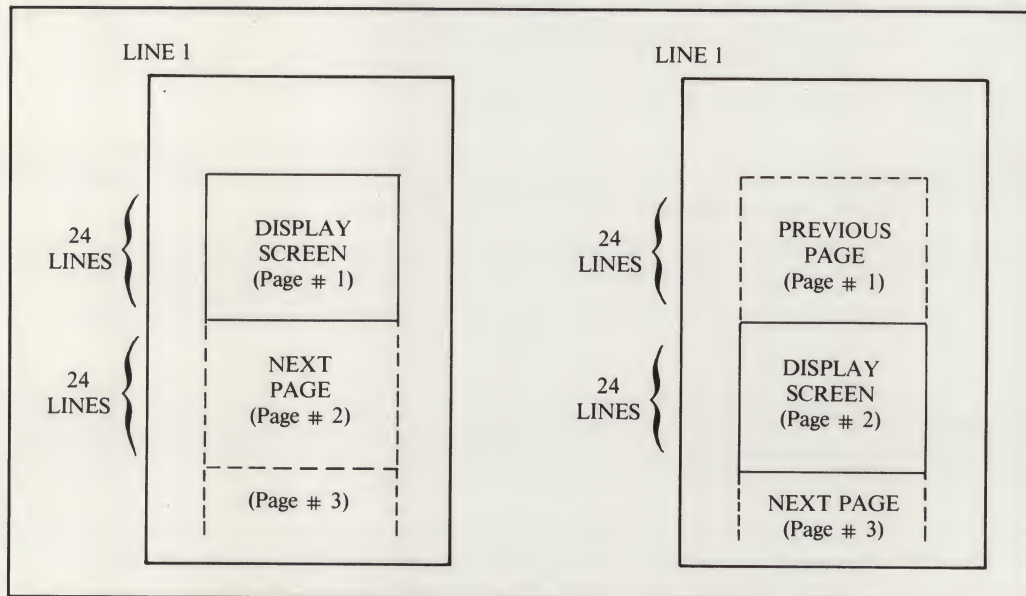 LINE 1
24
LINES
DISPLAY
SCREEN
(Page # 1)
24
LINES
NEXT
PAGE
(Page # 2)
(Page # 3)
LINE 1
24
LINES
PREVIOUS
PAGE
(Page # 1)
24
LINES
DISPLAY
SCREEN
(Page # 2)
NEXT PAGE
(Page # 3)